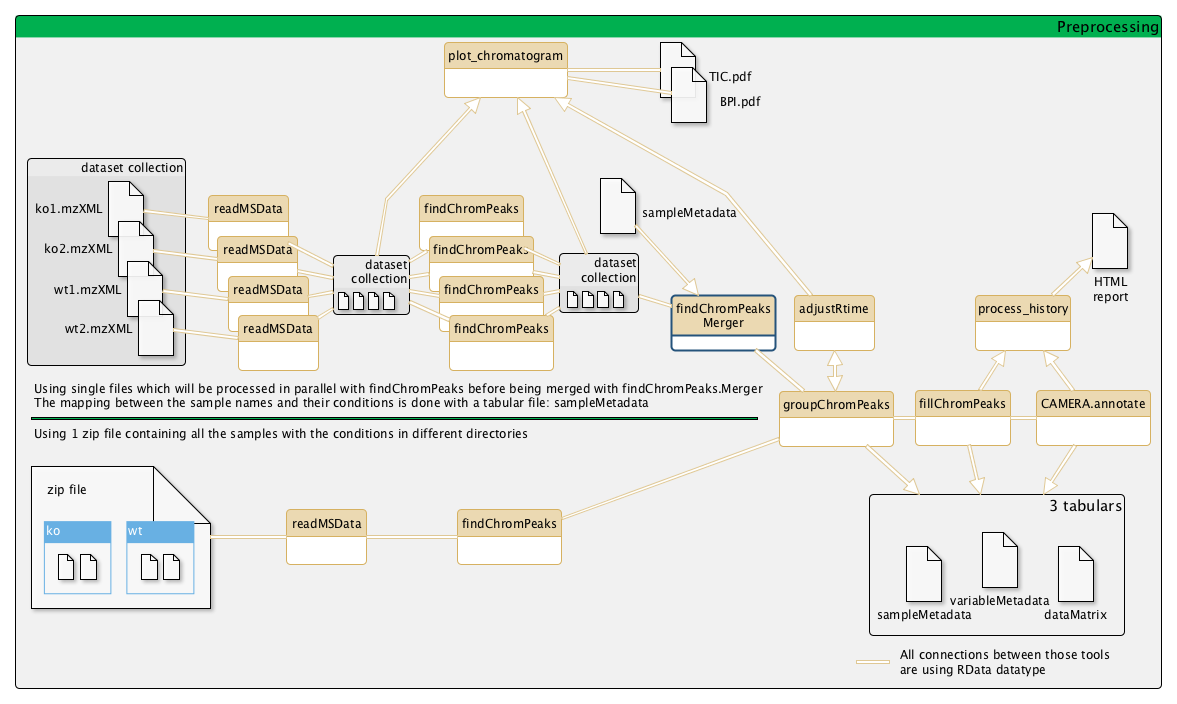 Preprocessing
plot_chromatogram
TIC.pdf
BPI.pdf
dataset collection
ko1.mzXML
ko2.mzXML
wt1.mzXML
wt2.mzXML
readMSData
readMSData
readMSData
readMSData
dataset
collection
findChromPeaks
findChromPeaks
findChromPeaks
findChromPeaks
dataset
collection
sampleMetadata
findChromPeaks
Merger
adjustRtime
HTML
report
process_history
groupChromPeaks
fillChromPeaks
CAMERA.annotate
Using single files which will be processed in parallel with findChromPeaks before being merged with findChromPeaks.Merger
The mapping between the sample names and their conditions is done with a tabular file: sampleMetadata
Using 1 zip file containing all the samples with the conditions in different directories
zip file
ko
wt
readMSData
findChromPeaks
3 tabulars
sampleMetadata
variableMetadata
dataMatrix
All connections between those tools
are using RData datatype